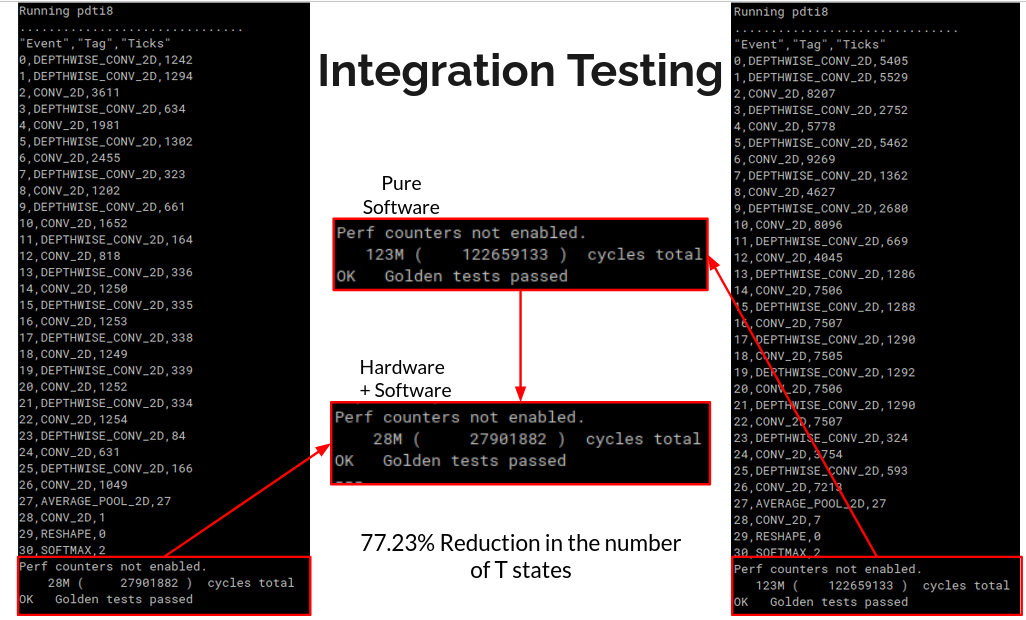 Running pdti8
..............................
"Event","Tag","Ticks"
0,DEPTHWISE_CONV_2D,1242
1,DEPTHWISE_CONV_2D,1294
2,CONV_2D,3611
3,DEPTHWISE_CONV_2D,634
4,CONV_2D,1981
5,DEPTHWISE_CONV_2D,1302
6,CONV_2D,2455
7,DEPTHWISE_CONV_2D,323
8,CONV_2D,1202
9,DEPTHWISE_CONV_2D,661
10,CONV_2D,1652
11,DEPTHWISE_CONV_2D,164
12,CONV_2D,818
13,DEPTHWISE_CONV_2D,336
14,CONV_2D,1250
15,DEPTHWISE_CONV_2D,335
16,CONV_2D,1253
17,DEPTHWISE_CONV_2D,338
18,CONV_2D,1249
19,DEPTHWISE_CONV_2D,339
20,CONV_2D,1252
21,DEPTHWISE_CONV_2D,334
22,CONV_2D,1254
23,DEPTHWISE_CONV_2D,84
24,CONV_2D,631
25,DEPTHWISE_CONV_2D,166
26,CONV_2D,1049
27,AVERAGE_POOL_2D,27
28,CONV_2D,1
29,RESHAPE,0
30,SOFTMAX,2
Perf counters not enabled.
28M ( 27901882 ) cycles total
OK Golden tests passed
Integration Testing
Pure
Software
Perf counters not enabled.
123M ( 122659133 ) cycles total
OK Golden tests passed
Hardware
+ Software
Perf counters not enabled.
28M ( 27901882 ) cycles total
OK Golden tests passed
---
77.23% Reduction in the number
of T states
Running pdti8
..............................
"Event","Tag","Ticks"
0,DEPTHWISE_CONV_2D,5405
1,DEPTHWISE_CONV_2D,5529
2,CONV_2D,8207
3,DEPTHWISE_CONV_2D,2752
4,CONV_2D,5778
5,DEPTHWISE_CONV_2D,5462
6,CONV_2D,9269
7,DEPTHWISE_CONV_2D,1362
8,CONV_2D,4627
9,DEPTHWISE_CONV_2D,2680
10,CONV_2D,8096
11,DEPTHWISE_CONV_2D,669
12,CONV_2D,4045
13,DEPTHWISE_CONV_2D,1286
14,CONV_2D,7506
15,DEPTHWISE_CONV_2D,1288
16,CONV_2D,7507
17,DEPTHWISE_CONV_2D,1290
18,CONV_2D,7505
19,DEPTHWISE_CONV_2D,1292
20,CONV_2D,7506
21,DEPTHWISE_CONV_2D,1290
22,CONV_2D,7507
23,DEPTHWISE_CONV_2D,324
24,CONV_2D,3754
25,DEPTHWISE_CONV_2D,593
26,CONV_2D,7213
27,AVERAGE_POOL_2D,27
28,CONV_2D,7
29,RESHAPE,0
30,SOFTMAX,2
Perf counters not enabled.
123M ( 122659133 ) cycles total
OK Golden tests passed